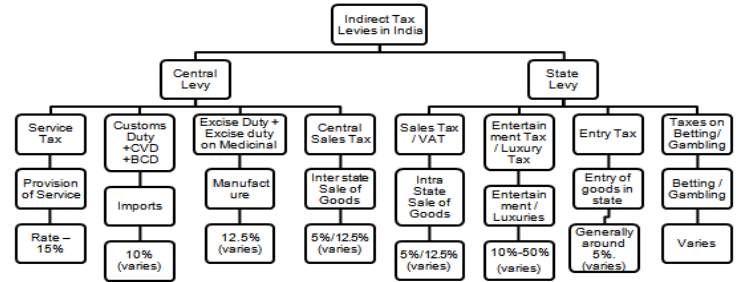 Indirect Tax
Levies in India
Central
Levy
State
Levy
Service
Tax
Customs
Duty
+CVD
+BCD
Excise Duty +
Excise duty
on Medicinal
Central
Sales Tax
Sales Tax
/ VAT
Entertain
ment Tax
/ Luxury
Tax
Entry Tax
Taxes on
Betting/
Gambling
Provision
of Service
Imports
Manufact
ure
Inter state
Sale of
Goods
Intra
State
Sale of
Goods
Entertain
ment /
Luxuries
Entry of
goods in
state
Betting /
Gambling
Rate –
15%
10%
(varies)
12.5%
(varies)
5%/12.5%
(varies)
5%/12.5%
(varies)
10%-50%
(varies)
Generally
around
5%.
(varies)
Varies